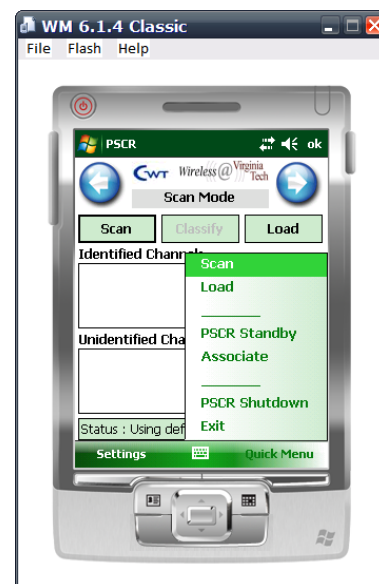 WM 6.1.4 Classic
File Flash Help
PSCR ok
CWT Wireless@Virginia Tech
Scan Mode
Scan Classify Load
Identified Channels
Scan
Load
Unidentified Cha
PSCR Standby
Associate
PSCR Shutdown
Status : Using def
Exit
Settings Quick Menu